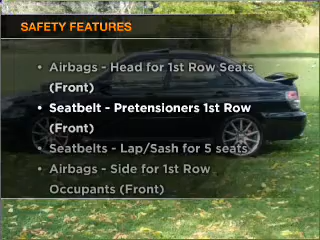 SAFETY FEATURES
• Airbags - Head for 1st Row Seats
(Front)
• Seatbelt - Pretensioners 1st Row
(Front)
• Seatbelts - Lap/Sash for 5 seats
• Airbags - Side for 1st Row
Occupants (Front)